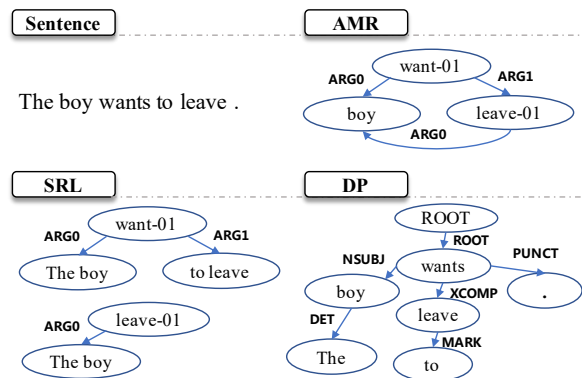 Sentence
The boy wants to leave .
AMR
want-01
ARG0
ARG1
boy
leave-01
ARG0
SRL
want-01
ARG0
ARG1
The boy
to leave
leave-01
ARG0
The boy
DP
ROOT
ROOT
wants
NSUBJ
PUNCT
boy
XCOMP
.
leave
DET
MARK
The
to